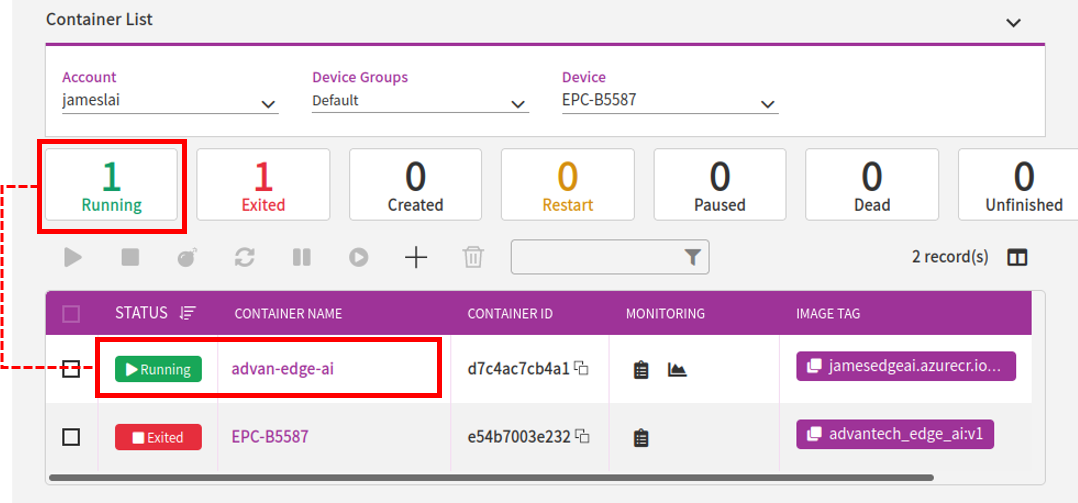 Container List
Account Device Groups Device
jameslai Default EPC-B5587
1 1 0 0 0 0 0
Running Exited Created Restart Paused Dead Unfinished
2 record(s)
STATUS CONTAINER NAME CONTAINER ID MONITORING IMAGE TAG
Running advan-edge-ai d7c4ac7cb4a1 jamesedgeai.azurecr.io...
Exited EPC-B5587 e54b7003e232 advantech_edge_ai:v1